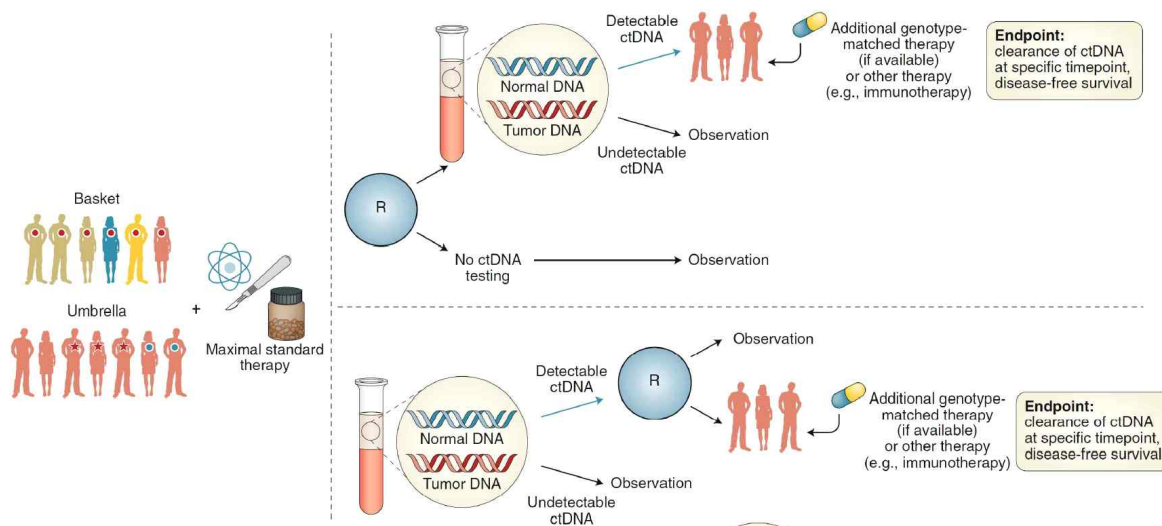 Basket
Umbrella
+
Maximal standard
therapy
Detectable
ctDNA
Normal DNA
Tumor DNA
Undetectable
ctDNA
Observation
Additional genotype-
matched therapy
(if available)
or other therapy
(e.g., immunotherapy)
Endpoint:
clearance of ctDNA
at specific timepoint,
disease-free survival
R
No ctDNA
testing
Observation
Detectable
ctDNA
Normal DNA
Tumor DNA
Undetectable
ctDNA
Observation
R
Observation
Additional genotype-
matched therapy
(if available)
or other therapy
(e.g., immunotherapy)
Endpoint:
clearance of ctDNA
at specific timepoint,
disease-free survival